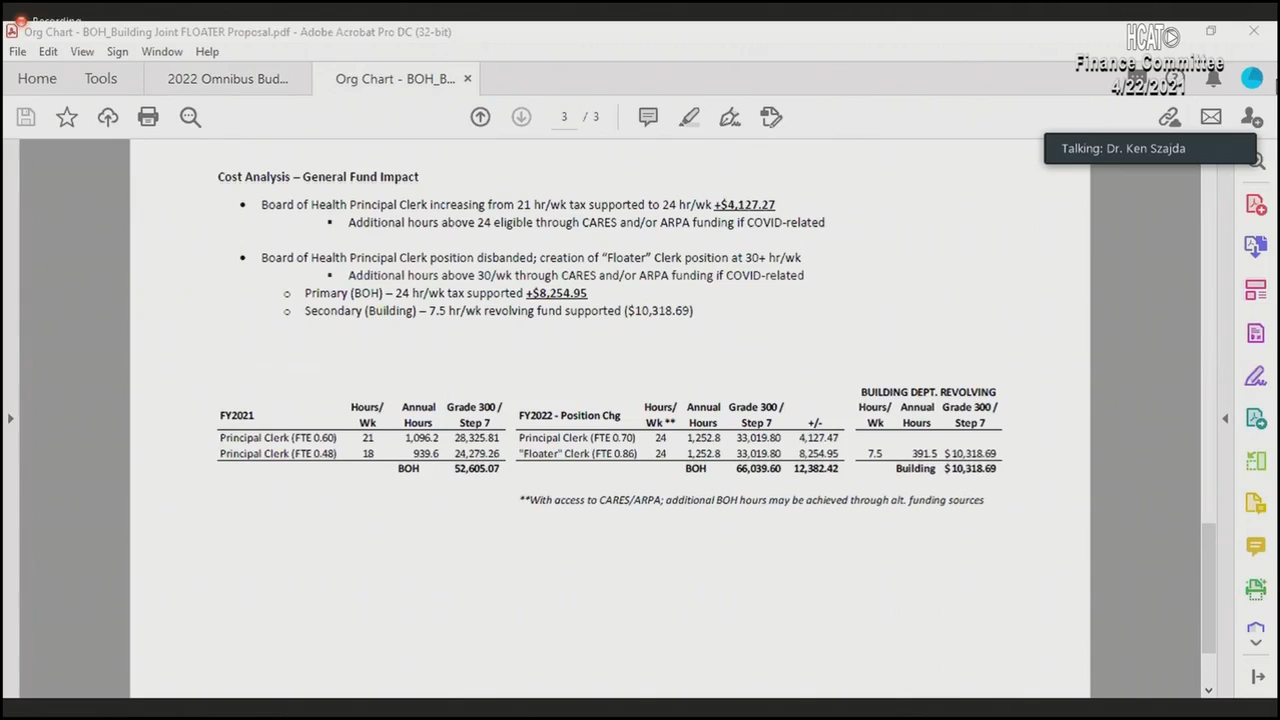 Recording
Org Chart - BOH_Building Joint FLOATER Proposal.pdf - Adobe Acrobat Pro DC (32-bit)
HCAT
File Edit View Sign Window Help
Finance Committee
4/22/2021
Home Tools 2022 Omnibus Bud... Org Chart - BOH_B... ×
3 / 3
Talking: Dr. Ken Szajda
Cost Analysis – General Fund Impact
• Board of Health Principal Clerk increasing from 21 hr/wk tax supported to 24 hr/wk +$4,127.27
▪ Additional hours above 24 eligible through CARES and/or ARPA funding if COVID-related
• Board of Health Principal Clerk position disbanded; creation of “Floater” Clerk position at 30+ hr/wk
▪ Additional hours above 30/wk through CARES and/or ARPA funding if COVID-related
○ Primary (BOH) – 24 hr/wk tax supported +$8,254.95
○ Secondary (Building) – 7.5 hr/wk revolving fund supported ($10,318.69)
BUILDING DEPT. REVOLVING
Hours/ Annual Grade 300 / Hours/ Annual Grade 300 / Hours/ Annual Grade 300 /
FY2021 Wk Hours Step 7 FY2022 - Position Chg Wk ** Hours Step 7 +/- Wk Hours Step 7
Principal Clerk (FTE 0.60) 21 1,096.2 28,325.81 Principal Clerk (FTE 0.70) 24 1,252.8 33,019.80 4,127.47
Principal Clerk (FTE 0.48) 18 939.6 24,279.26 "Floater" Clerk (FTE 0.86) 24 1,252.8 33,019.80 8,254.95 7.5 391.5 $10,318.69
BOH 52,605.07 BOH 66,039.60 12,382.42 Building $10,318.69
**With access to CARES/ARPA; additional BOH hours may be achieved through alt. funding sources